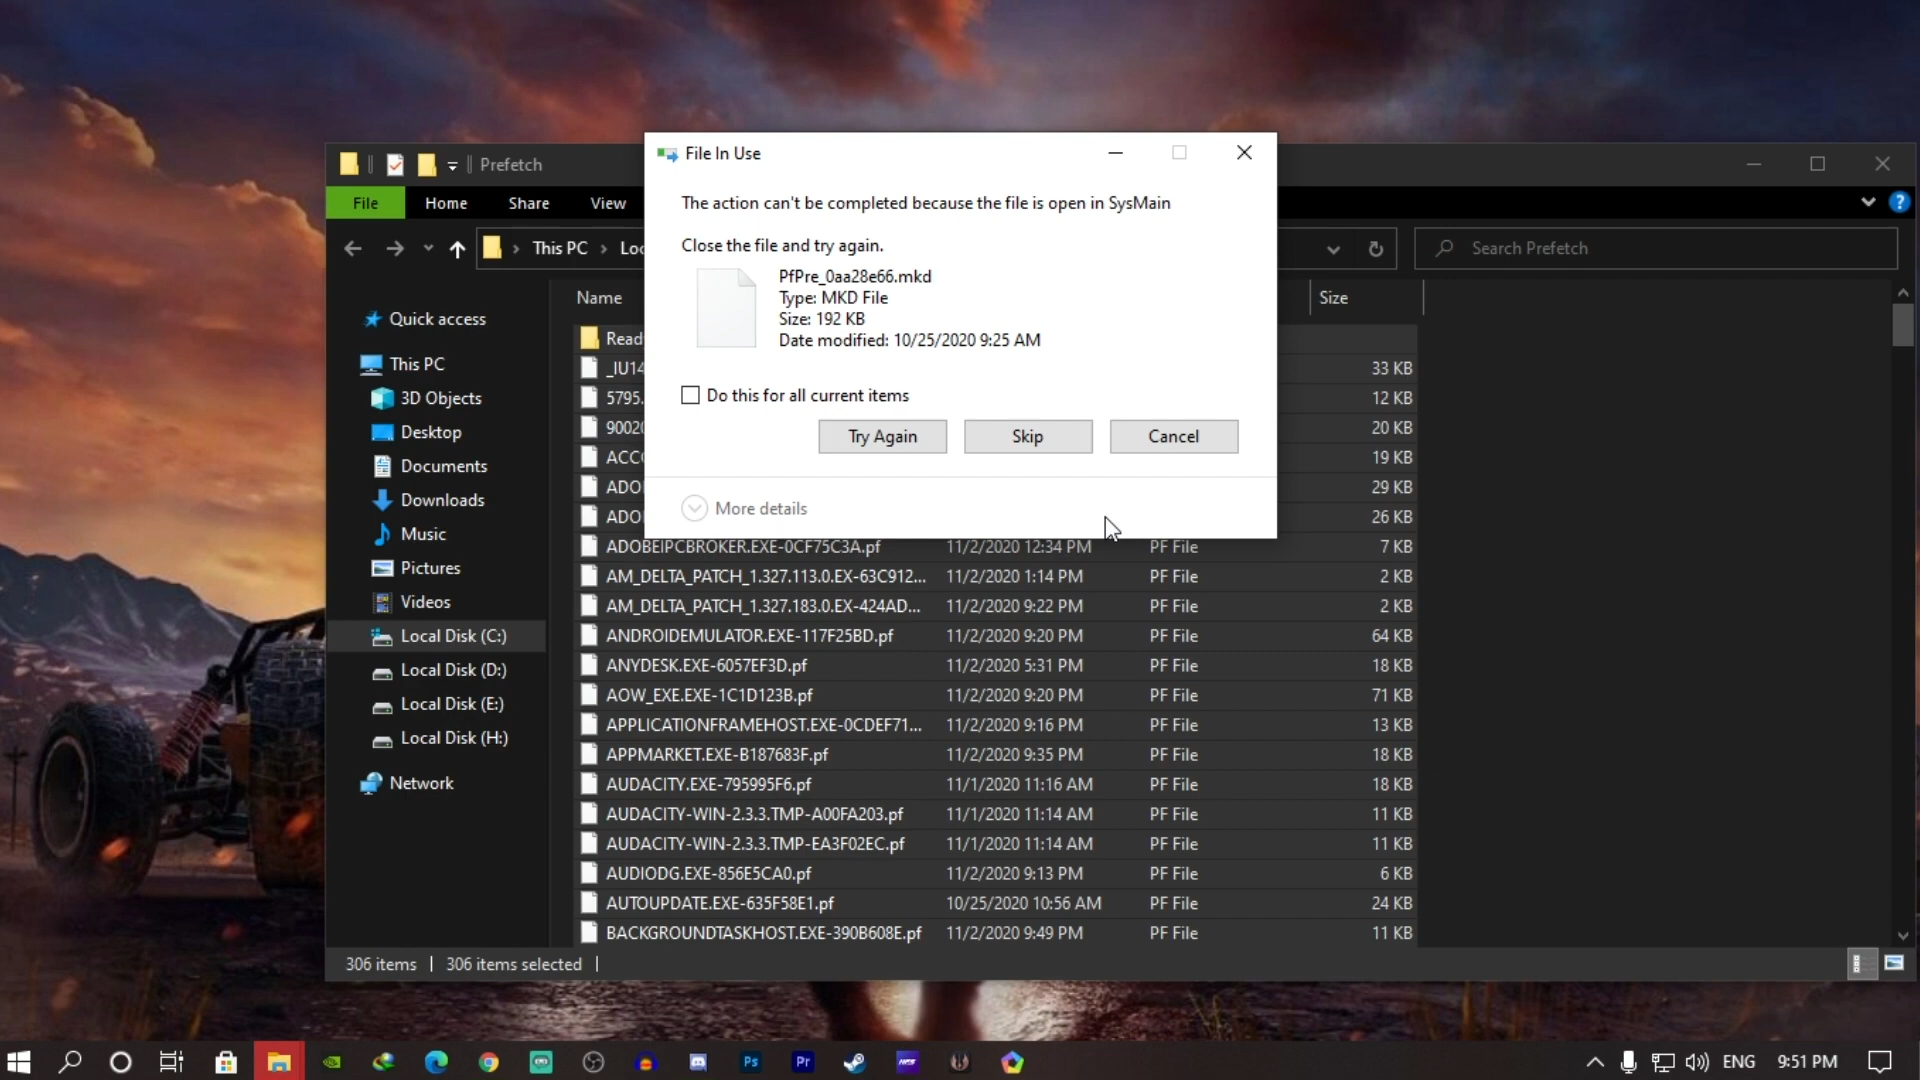 Prefetch
File
Home
Share
View
This PC
Search Prefetch
Quick access
This PC
3D Objects
Desktop
Documents
Downloads
Music
Pictures
Videos
Local Disk (C:)
Local Disk (D:)
Local Disk (E:)
Local Disk (H:)
Network
File In Use
The action can't be completed because the file is open in SysMain
Close the file and try again.
PfPre_0aa28e66.mkd
Type: MKD File
Size: 192 KB
Date modified: 10/25/2020 9:25 AM
Do this for all current items
Try Again
Skip
Cancel
More details
Name
Size
Read
_IU14 33 KB
5795. 12 KB
9002 20 KB
ACC 19 KB
ADO 29 KB
ADO 26 KB
ADOBEIPCBROKER.EXE-0CF75C3A.pf 11/2/2020 12:34 PM PF File 7 KB
AM_DELTA_PATCH_1.327.113.0.EX-63C912... 11/2/2020 1:14 PM PF File 2 KB
AM_DELTA_PATCH_1.327.183.0.EX-424AD... 11/2/2020 9:22 PM PF File 2 KB
ANDROIDEMULATOR.EXE-117F25BD.pf 11/2/2020 9:20 PM PF File 64 KB
ANYDESK.EXE-6057EF3D.pf 11/2/2020 5:31 PM PF File 18 KB
AOW_EXE.EXE-1C1D123B.pf 11/2/2020 9:20 PM PF File 71 KB
APPLICATIONFRAMEHOST.EXE-0CDEF71... 11/2/2020 9:16 PM PF File 13 KB
APPMARKET.EXE-B187683F.pf 11/2/2020 9:35 PM PF File 18 KB
AUDACITY.EXE-795995F6.pf 11/1/2020 11:16 AM PF File 18 KB
AUDACITY-WIN-2.3.3.TMP-A00FA203.pf 11/1/2020 11:14 AM PF File 11 KB
AUDACITY-WIN-2.3.3.TMP-EA3F02EC.pf 11/1/2020 11:14 AM PF File 11 KB
AUDIODG.EXE-856E5CA0.pf 11/2/2020 9:13 PM PF File 6 KB
AUTOUPDATE.EXE-635F58E1.pf 10/25/2020 10:56 AM PF File 24 KB
BACKGROUNDTASKHOST.EXE-390B608E.pf 11/2/2020 9:49 PM PF File 11 KB
306 items
306 items selected
Ps
Pr
ENG
9:51 PM